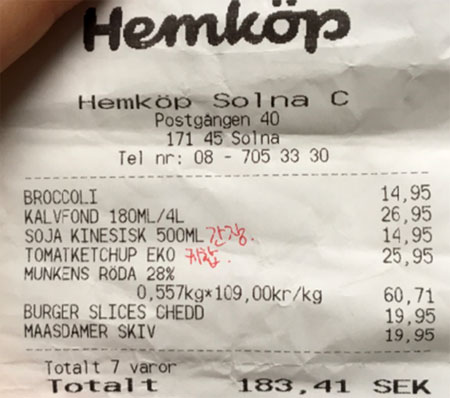 Hemköp
Hemköp Solna C
Postgången 40
171 45 Solna
Tel nr: 08 - 705 33 30
BROCCOLI 14,95
KALVFOND 180ML/4L 26,95
SOJA KINESISK 500ML 간장. 14,95
TOMATKETCHUP EKO 케찹. 25,95
MUNKENS RÖDA 28%
0,557kg*109,00kr/kg 60,71
BURGER SLICES CHEDD 19,95
MAASDAMER SKIV 19,95
Totalt 7 varor
Totalt 183,41 SEK